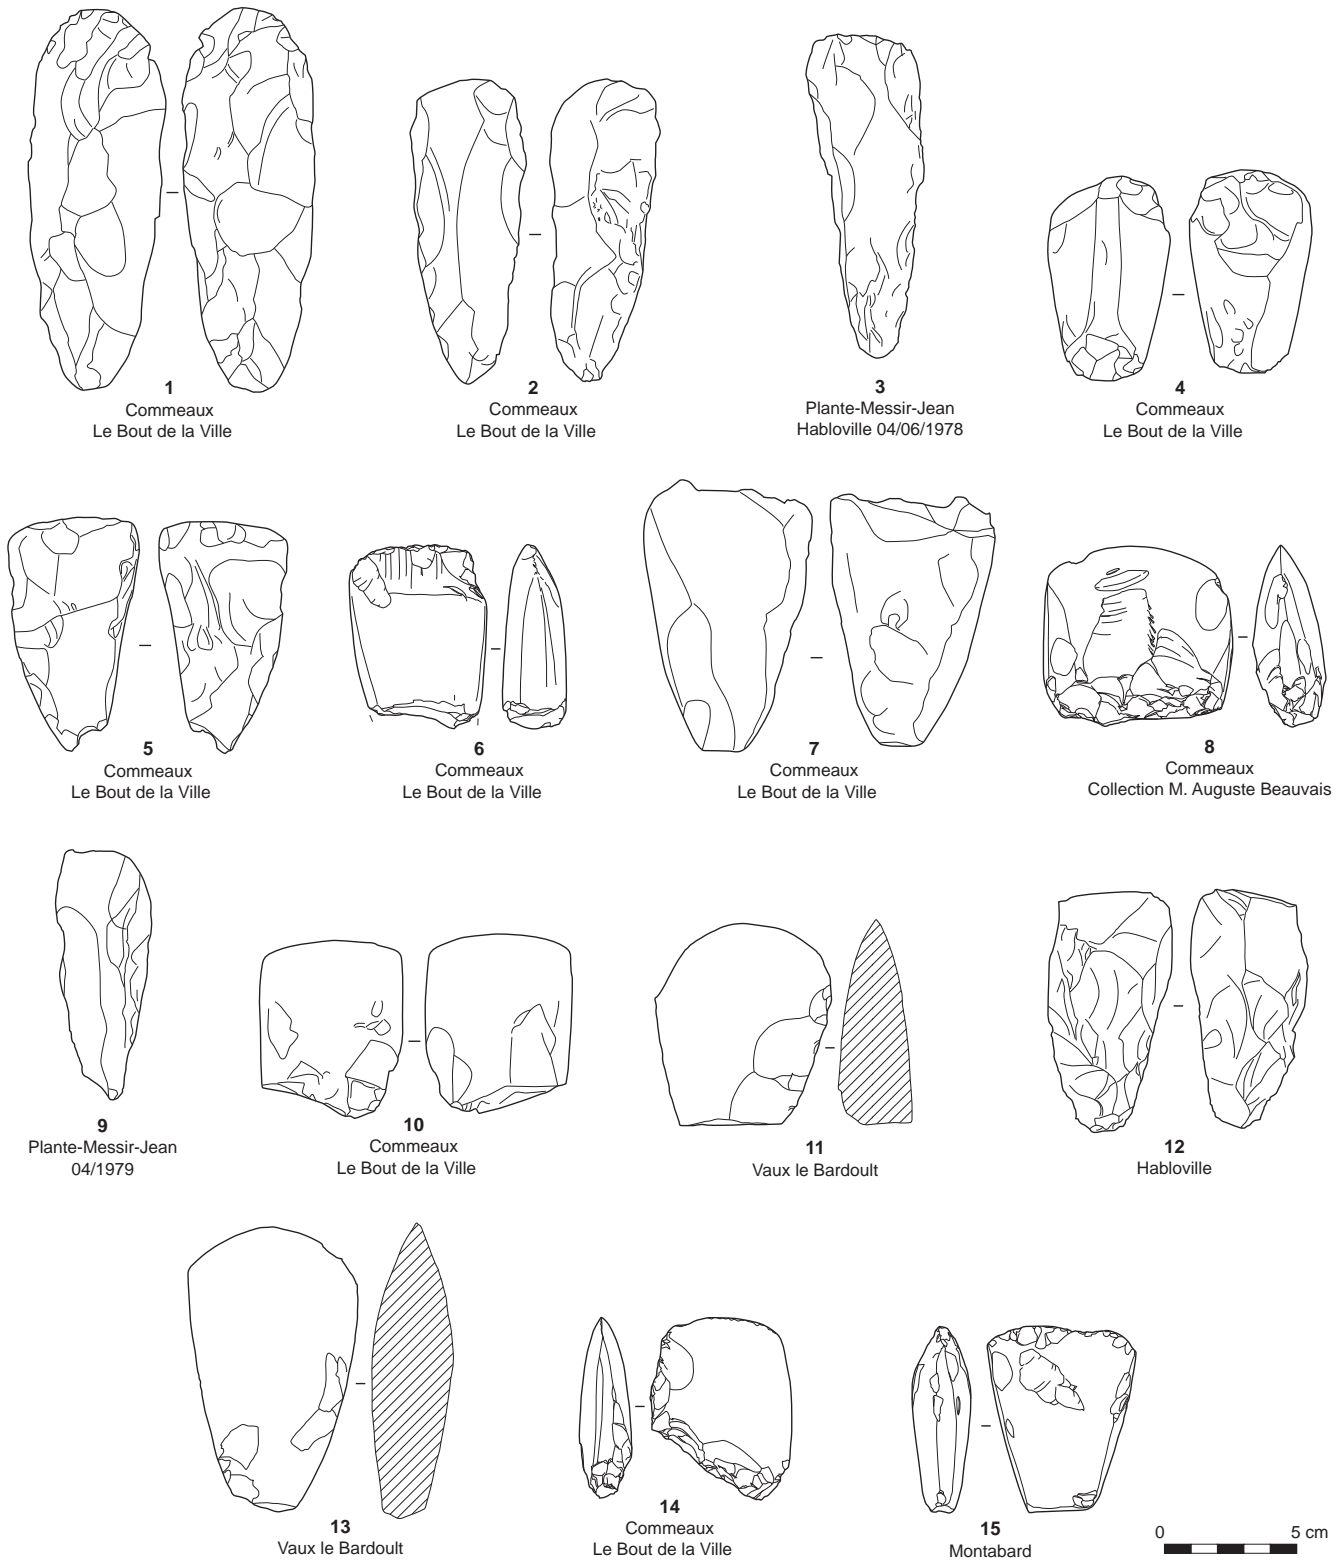 1
Commeaux
Le Bout de la Ville
2
Commeaux
Le Bout de la Ville
3
Plante-Messir-Jean
Habloville 04/06/1978
4
Commeaux
Le Bout de la Ville
5
Commeaux
Le Bout de la Ville
6
Commeaux
Le Bout de la Ville
7
Commeaux
Le Bout de la Ville
8
Commeaux
Collection M. Auguste Beauvais
9
Plante-Messir-Jean
04/1979
10
Commeaux
Le Bout de la Ville
11
Vaux le Bardoult
12
Habloville
13
Vaux le Bardoult
14
Commeaux
Le Bout de la Ville
15
Montabard
0 5 cm